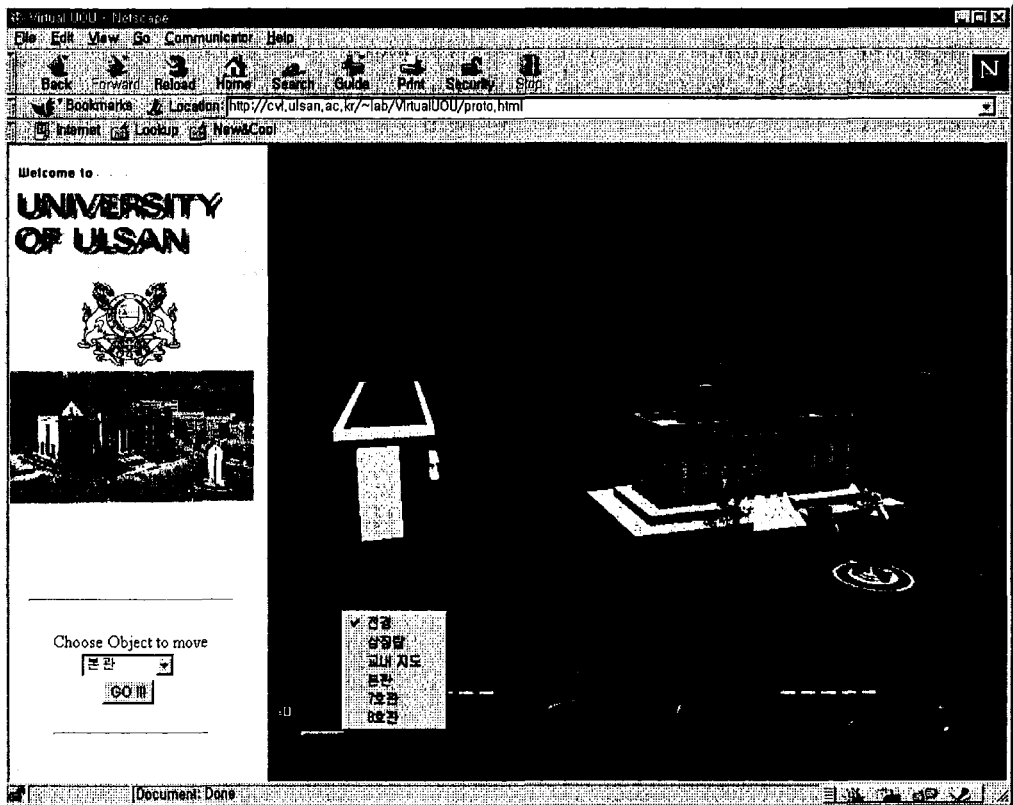 Virtual UOU - Netscape
File Edit View Go Communicator Help
Back Forward Reload Home Search Guide Print Security Stop
N
Bookmarks Location: http://cvl.ulsan.ac.kr/~lab/VirtualUOU/proto.html
Internet Lookup New&Cool
Welcome to . . . .
UNIVERSITY
OF ULSAN
Choose Object to move
본관
GO !!!
전경
상징탑
교내 지도
본관
7호관
8호관
Document: Done